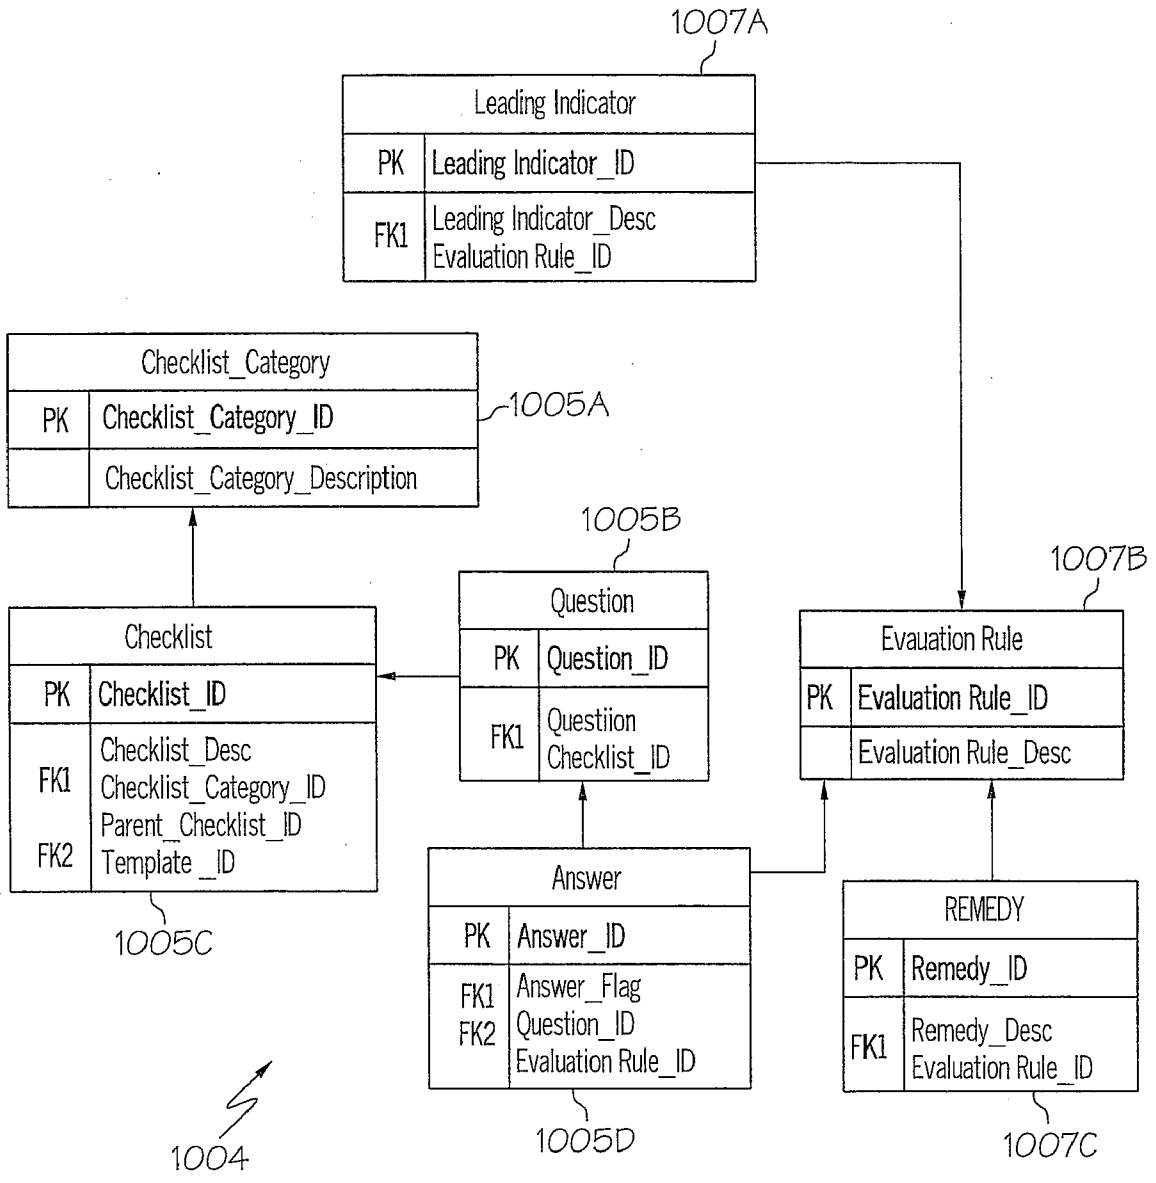 1007A
Leading Indicator
PK Leading Indicator_ID
Leading Indicator_Desc
FK1 Evaluation Rule_ID
Checklist_Category
PK Checklist_Category_ID
1005A
Checklist_Category_Description
1005B
1007B
Question
PK Question_ID
Questiion
FK1 Checklist_ID
Checklist
PK Checklist_ID
Checklist_Desc
FK1 Checklist_Category_ID
Parent_Checklist_ID
FK2 Template _ID
1005C
Evauation Rule
PK Evaluation Rule_ID
Evaluation Rule_Desc
Answer
PK Answer_ID
Answer_Flag
FK1 Question_ID
FK2 Evaluation Rule_ID
1005D
REMEDY
PK Remedy_ID
Remedy_Desc
FK1 Evaluation Rule_ID
1007C
1004